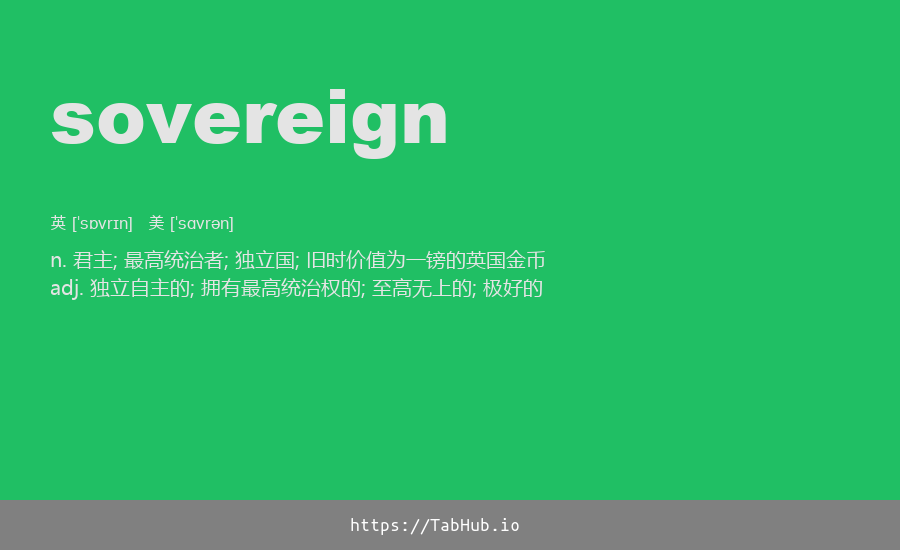 sovereign
英 [ˈsɒvrɪn] 美 [ˈsɑvrən]
n. 君主; 最高统治者; 独立国; 旧时价值为一镑的英国金币
adj. 独立自主的; 拥有最高统治权的; 至高无上的; 极好的
https://TabHub.io